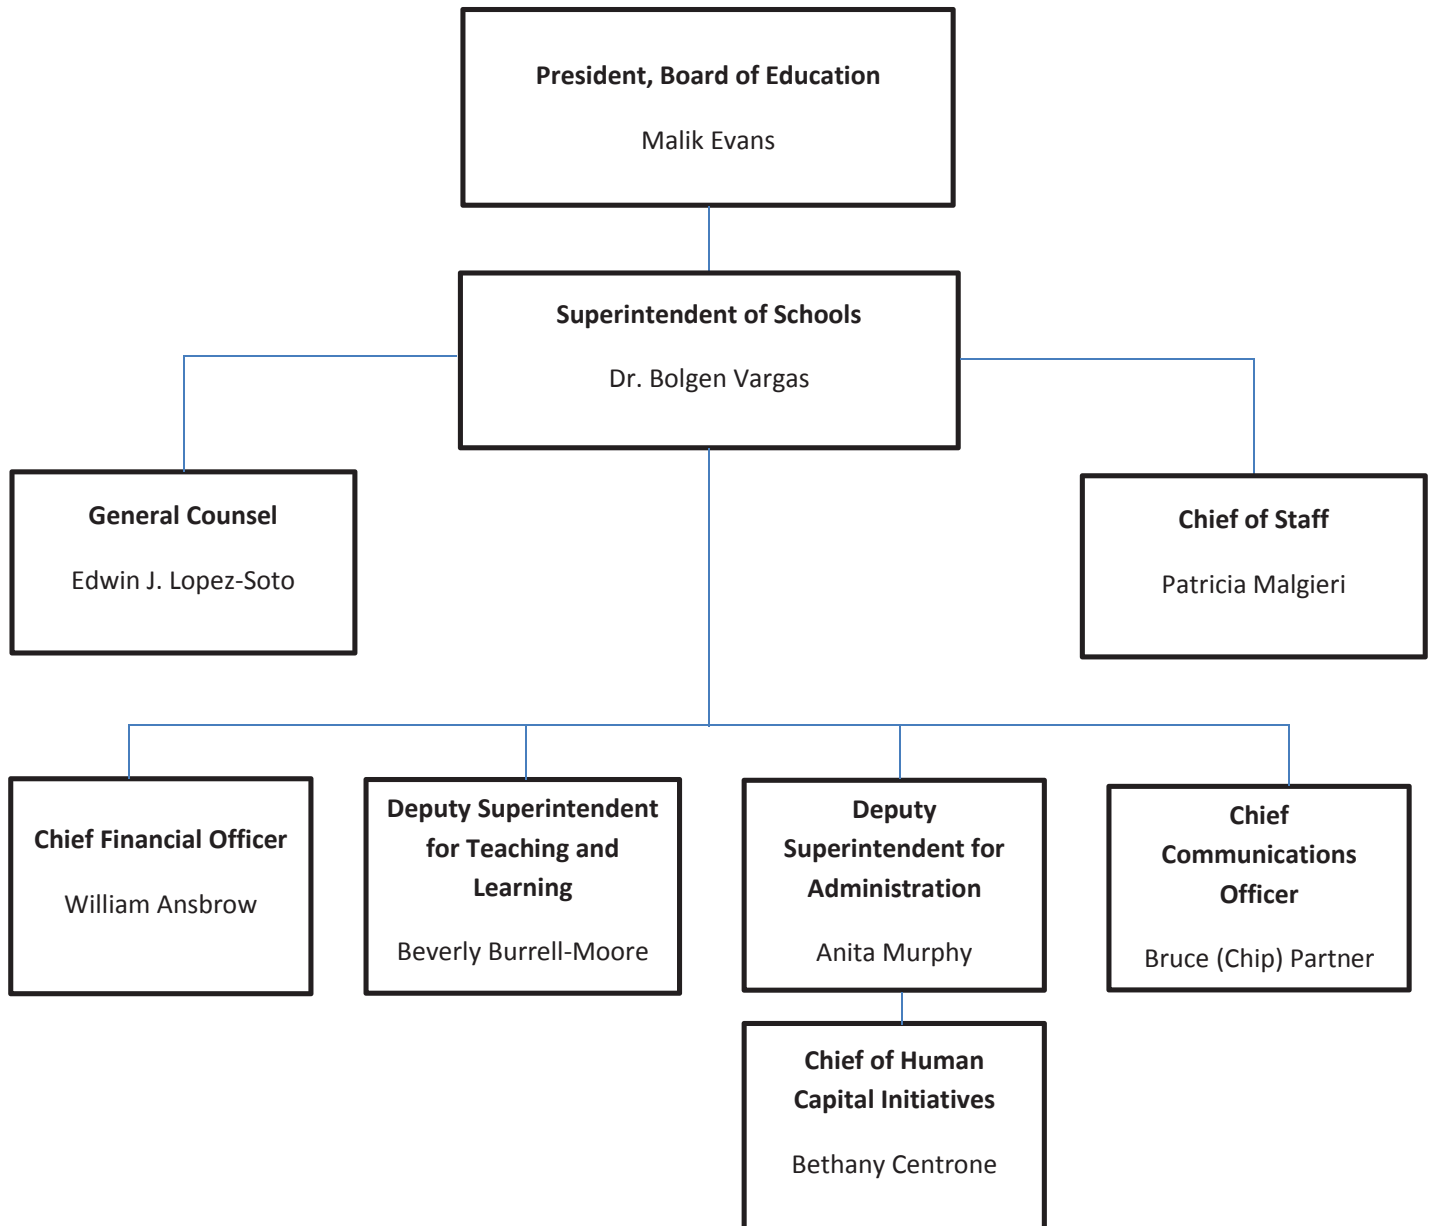 President, Board of Education
Malik Evans
Superintendent of Schools
Dr. Bolgen Vargas
General Counsel
Edwin J. Lopez-Soto
Chief of Staff
Patricia Malgieri
Chief Financial Officer
William Ansbrow
Deputy Superintendent
for Teaching and
Learning
Beverly Burrell-Moore
Deputy
Superintendent for
Administration
Anita Murphy
Chief
Communications
Officer
Bruce (Chip) Partner
Chief of Human
Capital Initiatives
Bethany Centrone